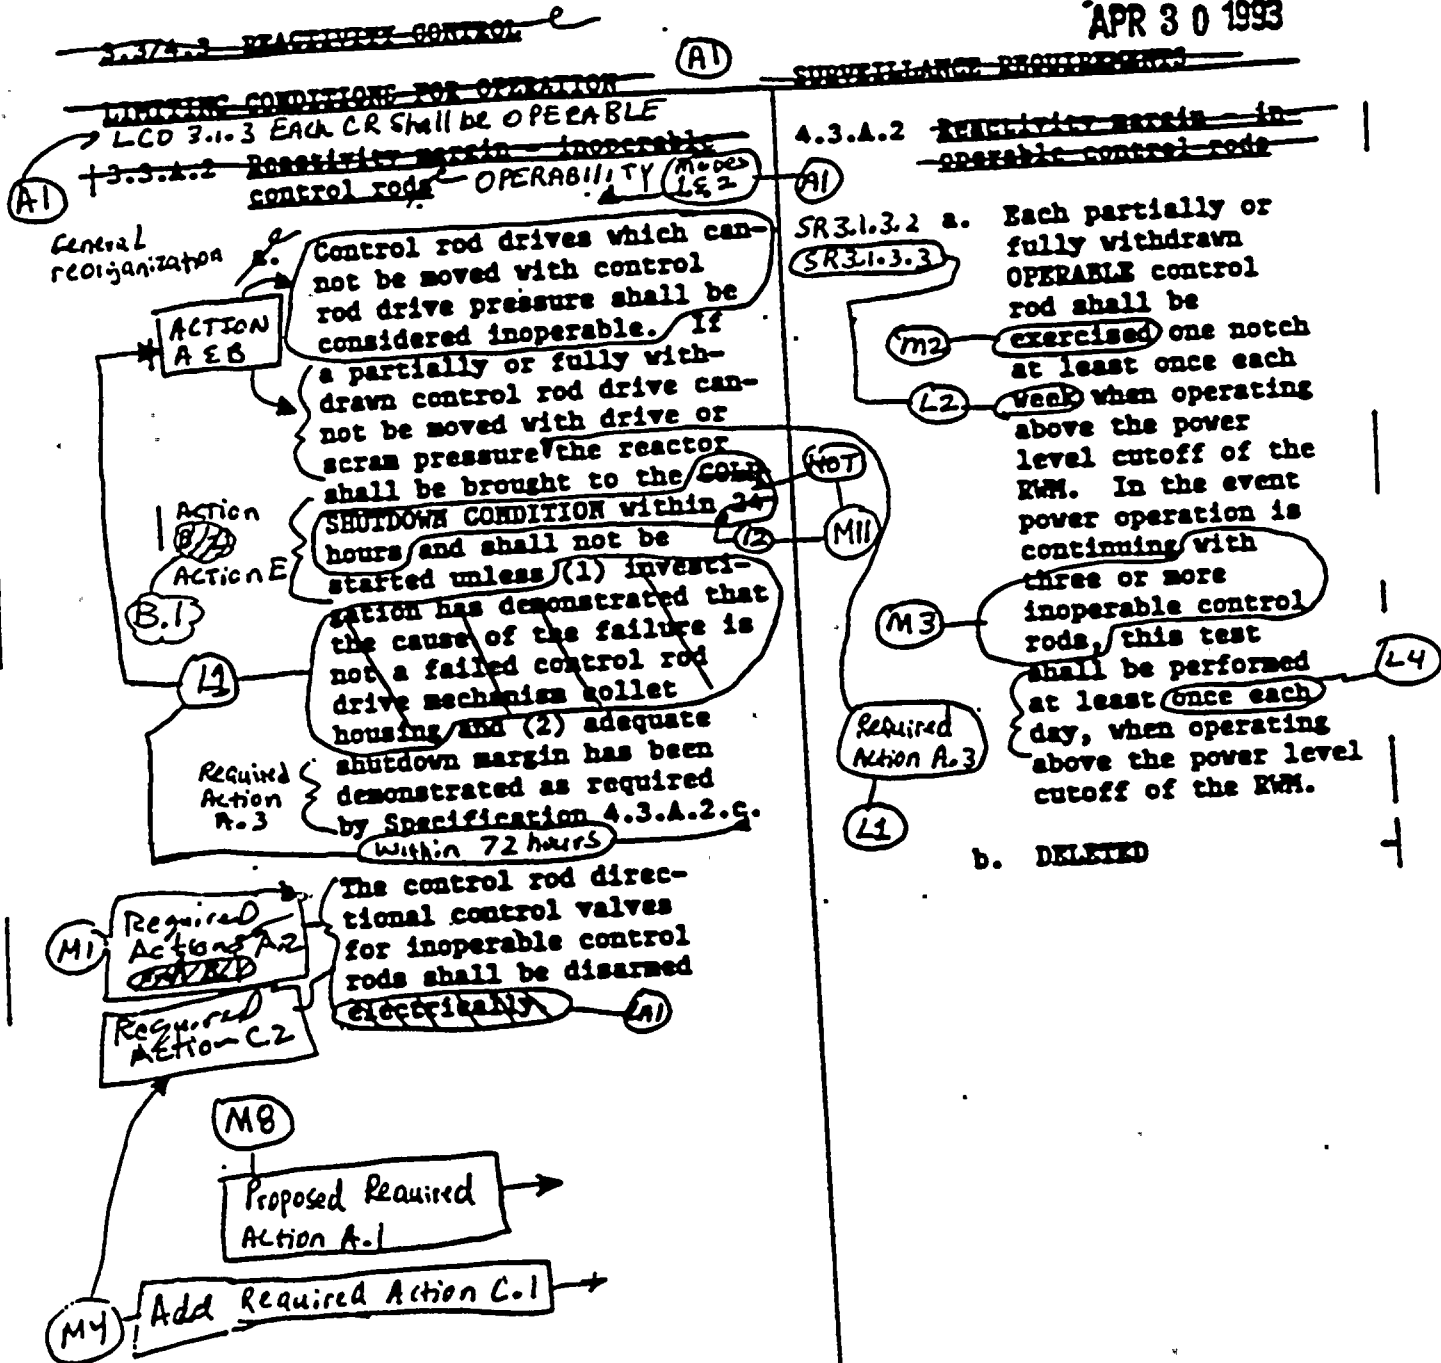 APR 3 0 1993
3.3/4.3 REACTIVITY CONTROL
A1
LIMITING CONDITIONS FOR OPERATION
LCO 3.1.3 Each CR Shall be OPERABLE
A1
3.3.A.2 Reactivity margin - inoperable
control rods
OPERABILITY
Modes
1 & 2
A1
General
reorganization
a. Control rod drives which can-
not be moved with control
rod drive pressure shall be
considered inoperable. If
a partially or fully with-
drawn control rod drive can-
not be moved with drive or
scram pressure the reactor
shall be brought to the COLD
SHUTDOWN CONDITION within 24
hours and shall not be
started unless (1) investi-
gation has demonstrated that
the cause of the failure is
not a failed control rod
drive mechanism collet
housing and (2) adequate
shutdown margin has been
demonstrated as required
by Specification 4.3.A.2.c.
within 72 hours
ACTION
A & B
Action
Action E
B.1
L1
HOT
12
M11
Required
Action
A.3
b. The control rod direc-
tional control valves
for inoperable control
rods shall be disarmed
electrically
A1
M1
Required
Actions A.2
Required
Action C2
M8
Proposed Required
Action A.1
M4
Add Required Action C.1
SURVEILLANCE REQUIREMENTS
4.3.A.2 Reactivity margin - in-
operable control rods
SR 3.1.3.2
SR 3.1.3.3
a. Each partially or
fully withdrawn
OPERABLE control
rod shall be
exercised one notch
at least once each
week when operating
above the power
level cutoff of the
RWM. In the event
power operation is
continuing with
three or more
inoperable control
rods, this test
shall be performed
at least once each
day, when operating
above the power level
cutoff of the RWM.
M2
L2
M3
L4
Required
Action A.3
L1
b. DELETED